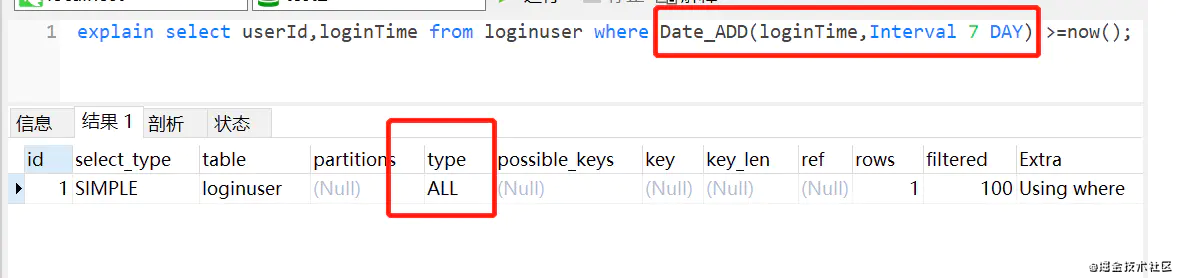 1 explain select userId,loginTime from loginuser where Date_ADD(loginTime,Interval 7 DAY) >=now();
信息 结果 1 剖析 状态
id select_type table partitions type possible_keys key key_len ref rows filtered Extra
1 SIMPLE loginuser (Null) ALL (Null) (Null) (Null) (Null) 1 100 Using where
@掘金技术社区